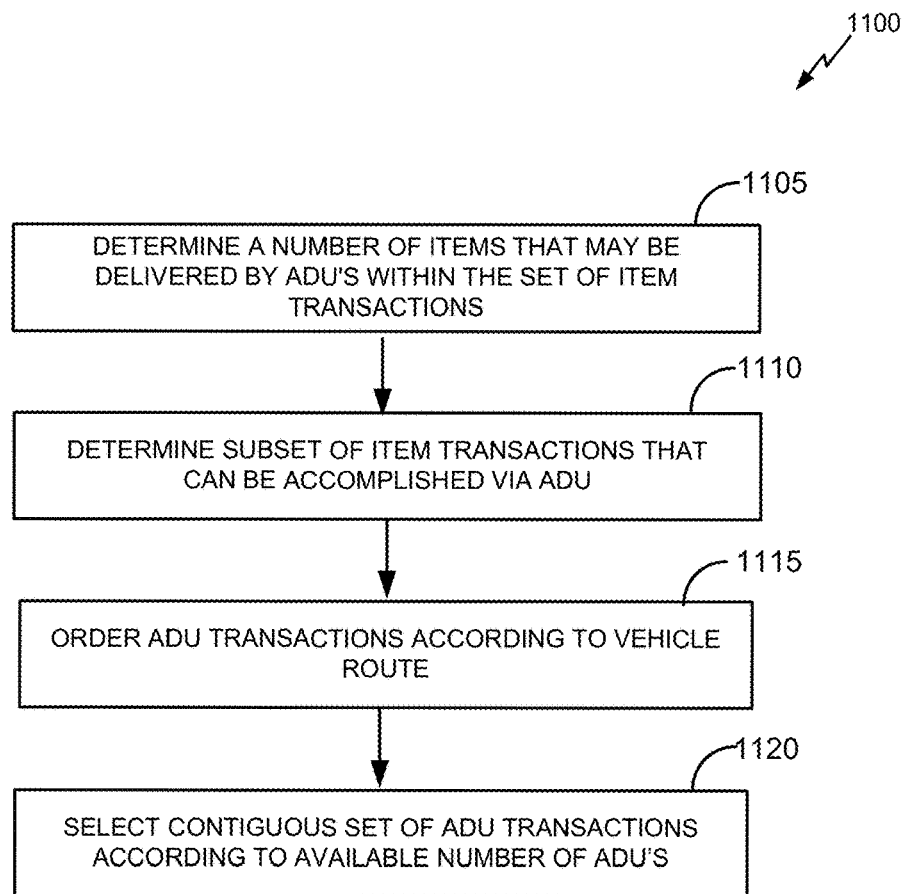 1100
1105
DETERMINE A NUMBER OF ITEMS THAT MAY BE
DELIVERED BY ADU'S WITHIN THE SET OF ITEM
TRANSACTIONS
1110
DETERMINE SUBSET OF ITEM TRANSACTIONS THAT
CAN BE ACCOMPLISHED VIA ADU
1115
ORDER ADU TRANSACTIONS ACCORDING TO VEHICLE
ROUTE
1120
SELECT CONTIGUOUS SET OF ADU TRANSACTIONS
ACCORDING TO AVAILABLE NUMBER OF ADU'S